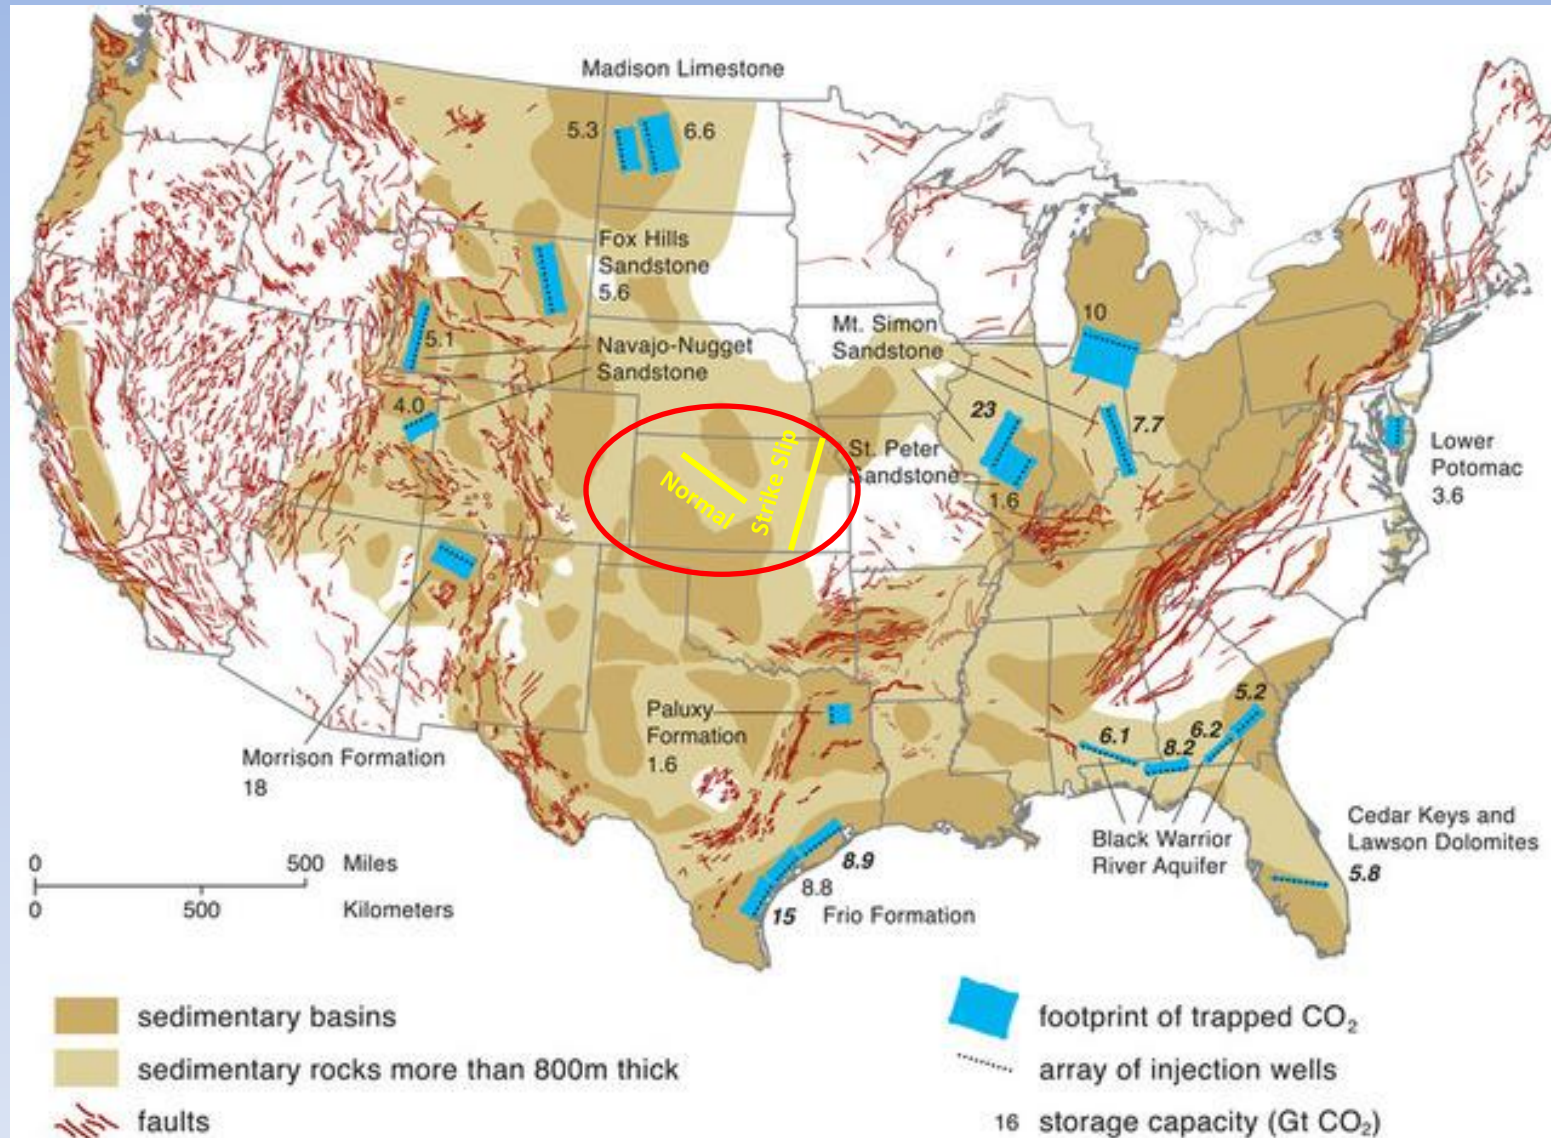 Madison Limestone
5.3
6.6
Fox Hills
Sandstone
5.6
5.1
Navajo-Nugget
Sandstone
4.0
Mt. Simon
Sandstone
10
23
7.7
St. Peter
Sandstone
1.6
Normal
Strike Slip
Lower
Potomac
3.6
Morrison Formation
18
Paluxy
Formation
1.6
6.1
8.2
6.2
5.2
Black Warrior
River Aquifer
Cedar Keys and
Lawson Dolomites
5.8
8.9
8.8
15
Frio Formation
0 500 Miles
0 500 Kilometers
sedimentary basins
sedimentary rocks more than 800m thick
faults
footprint of trapped CO₂
array of injection wells
16 storage capacity (Gt CO₂)